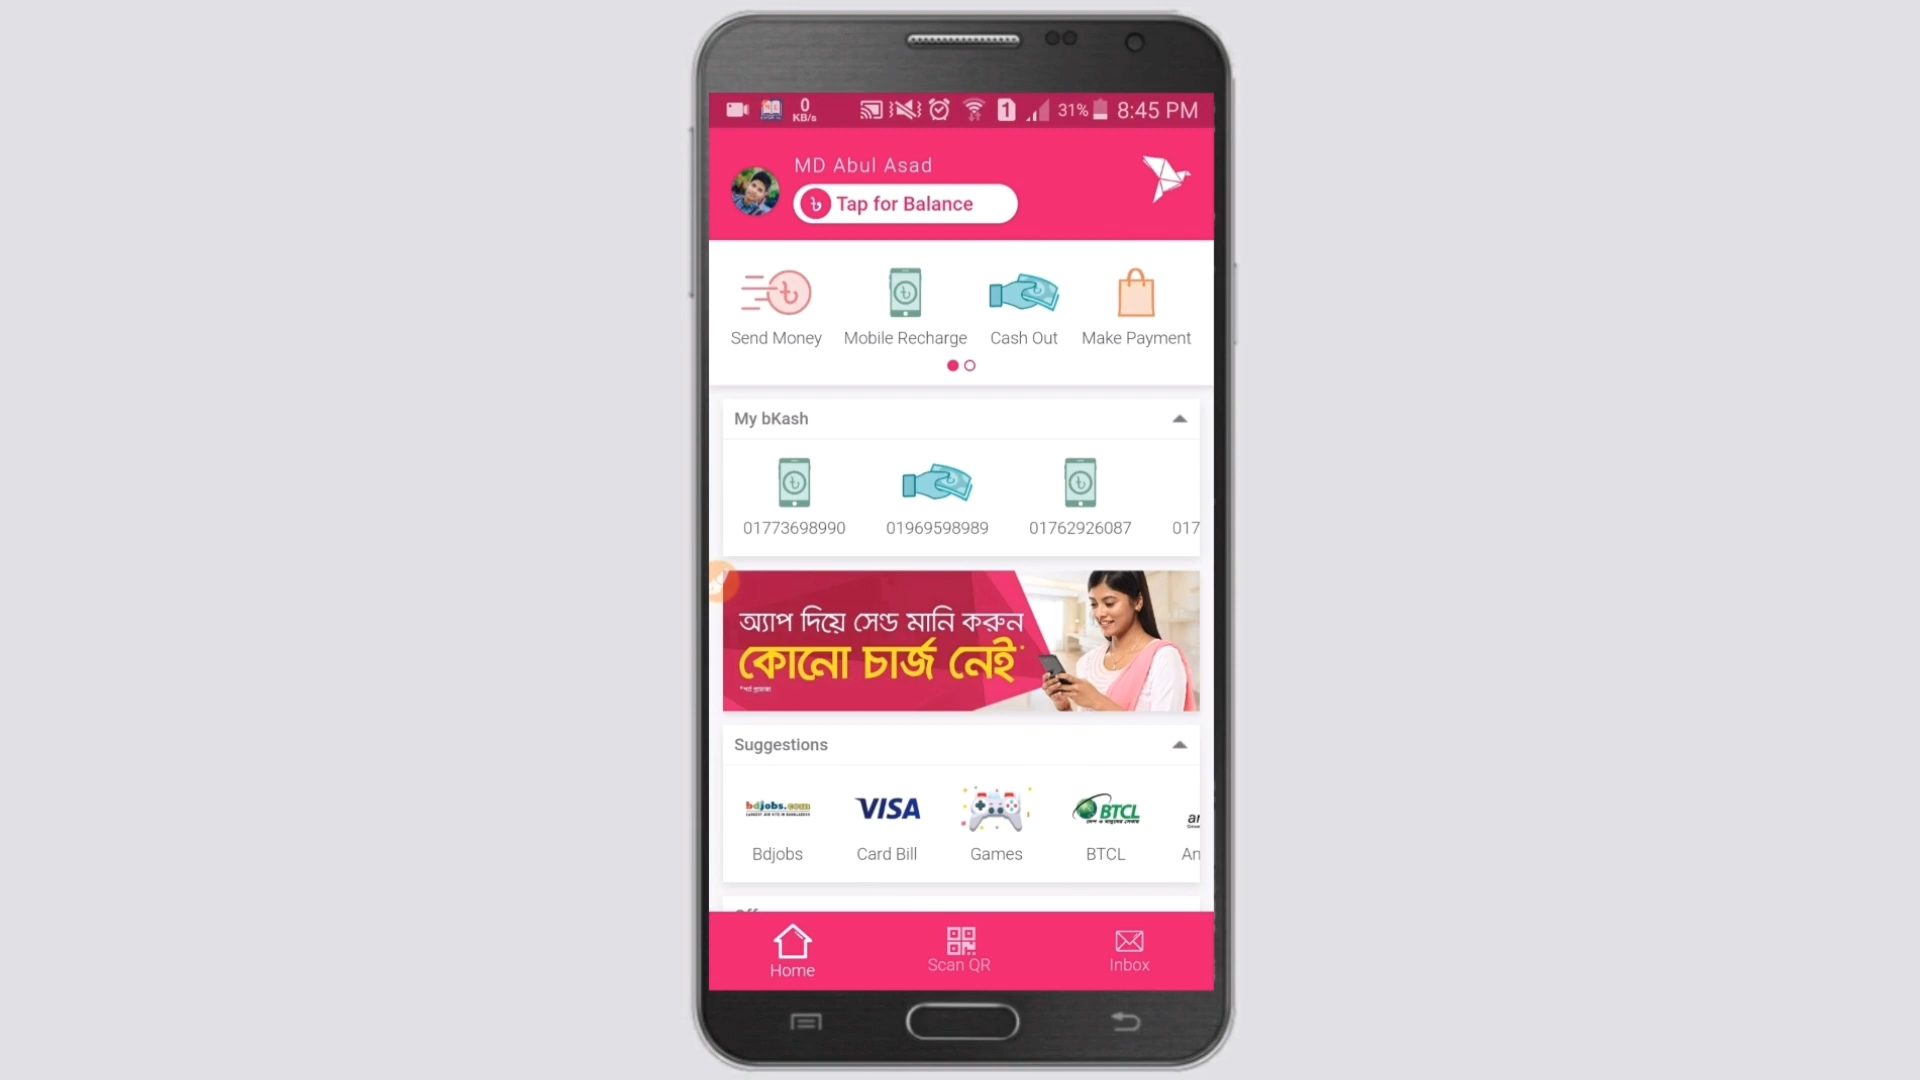 0
KB/s
1
31%
8:45 PM
MD Abul Asad
Tap for Balance
Send Money
Mobile Recharge
Cash Out
Make Payment
My bKash
01773698990
01969598989
01762926087
017
অ্যাপ দিয়ে সেন্ড মানি করুন
কোনো চার্জ নেই*
Suggestions
bdjobs.com
VISA
BTCL
Bdjobs
Card Bill
Games
BTCL
An
Home
Scan QR
Inbox